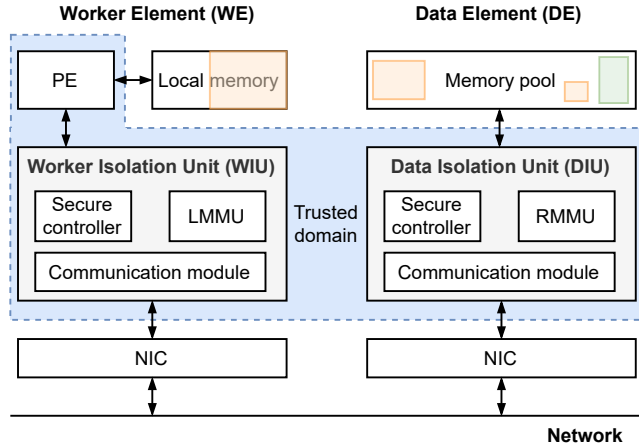 Worker Element (WE)
Data Element (DE)
PE
Local memory
Memory pool
Worker Isolation Unit (WIU)
Data Isolation Unit (DIU)
Secure
controller
LMMU
Trusted
domain
Secure
controller
RMMU
Communication module
Communication module
NIC
NIC
Network